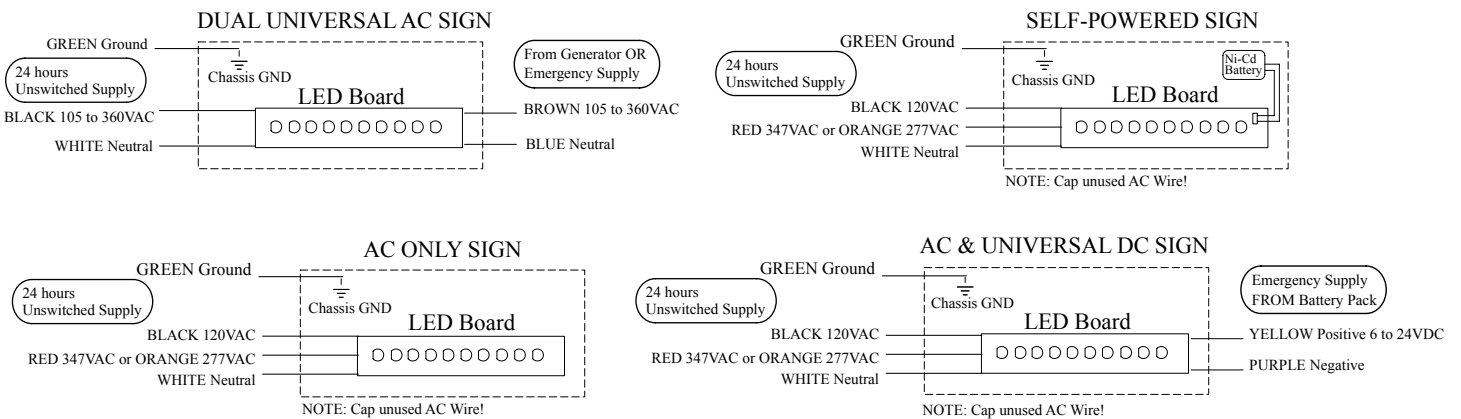 DUAL UNIVERSAL AC SIGN
GREEN Ground
24 hours
Unswitched Supply
Chassis GND
From Generator OR
Emergency Supply
LED Board
BLACK 105 to 360VAC
BROWN 105 to 360VAC
WHITE Neutral
BLUE Neutral
SELF-POWERED SIGN
GREEN Ground
24 hours
Unswitched Supply
Chassis GND
Ni-Cd
Battery
LED Board
BLACK 120VAC
RED 347VAC or ORANGE 277VAC
WHITE Neutral
NOTE: Cap unused AC Wire!
AC ONLY SIGN
GREEN Ground
24 hours
Unswitched Supply
Chassis GND
LED Board
BLACK 120VAC
RED 347VAC or ORANGE 277VAC
WHITE Neutral
NOTE: Cap unused AC Wire!
AC & UNIVERSAL DC SIGN
GREEN Ground
24 hours
Unswitched Supply
Chassis GND
Emergency Supply
FROM Battery Pack
LED Board
BLACK 120VAC
YELLOW Positive 6 to 24VDC
RED 347VAC or ORANGE 277VAC
PURPLE Negative
WHITE Neutral
NOTE: Cap unused AC Wire!